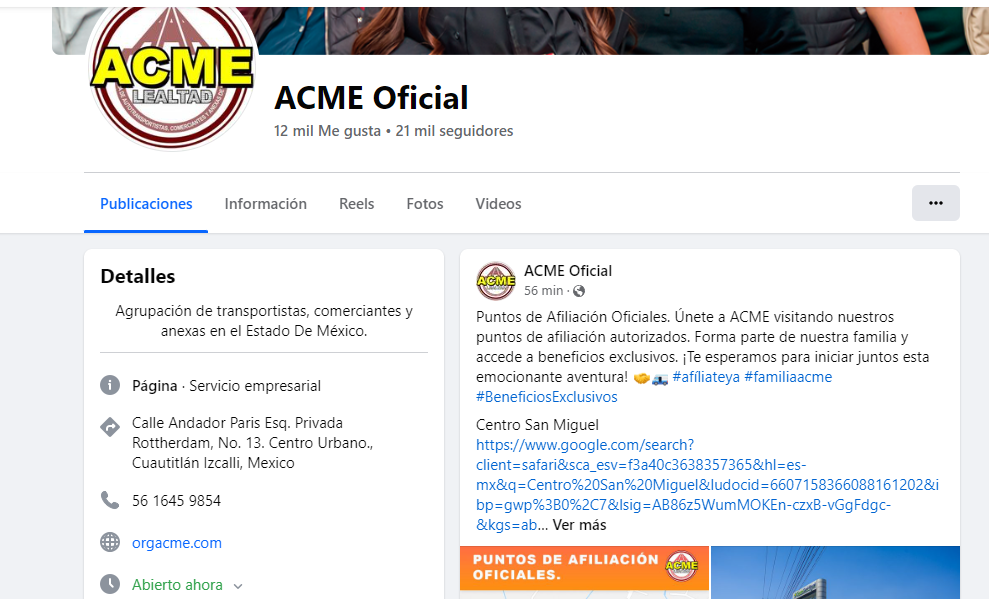 ACME
LEALTAD
ACME Oficial
12 mil Me gusta • 21 mil seguidores
Publicaciones
Información
Reels
Fotos
Videos
Detalles
Agrupación de transportistas, comerciantes y
anexas en el Estado De México.
Página · Servicio empresarial
Calle Andador Paris Esq. Privada
Rottherdam, No. 13. Centro Urbano.,
Cuautitlán Izcalli, Mexico
56 1645 9854
orgacme.com
Abierto ahora
ACME
ACME Oficial
56 min ·
Puntos de Afiliación Oficiales. Únete a ACME visitando nuestros
puntos de afiliación autorizados. Forma parte de nuestra familia y
accede a beneficios exclusivos. ¡Te esperamos para iniciar juntos esta
emocionante aventura! 🤝🚙 #afíliateya #familiaacme
#BeneficiosExclusivos
Centro San Miguel
https://www.google.com/search?
client=safari&sca_esv=f3a40c3638357365&hl=es-
mx&q=Centro%20San%20Miguel&ludocid=6607158366088161202&i
bp=gwp%3B0%2C7&lsig=AB86z5WumMOKEn-czxB-vGgFdgc-
&kgs=ab... Ver más
PUNTOS DE AFILIACIÓN
OFICIALES.
ACME